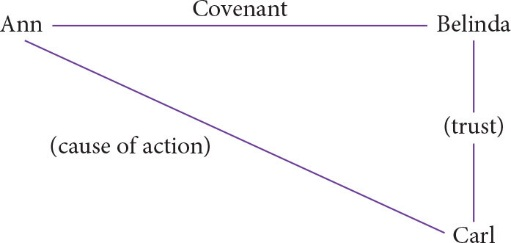 Covenant
Ann
Belinda
(trust)
(cause of action)
Carl